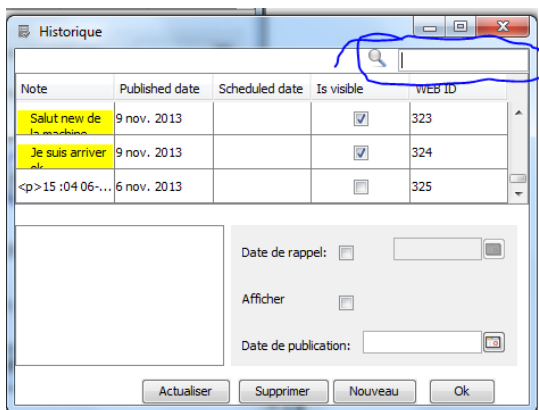 Historique
Note Published date Scheduled date Is visible WEB ID
Salut new de 9 nov. 2013 323
la machine
Je suis arriver 9 nov. 2013 324
ok
<p>15 :04 06-... 6 nov. 2013 325
Date de rappel:
Afficher
Date de publication:
Actualiser Supprimer Nouveau Ok